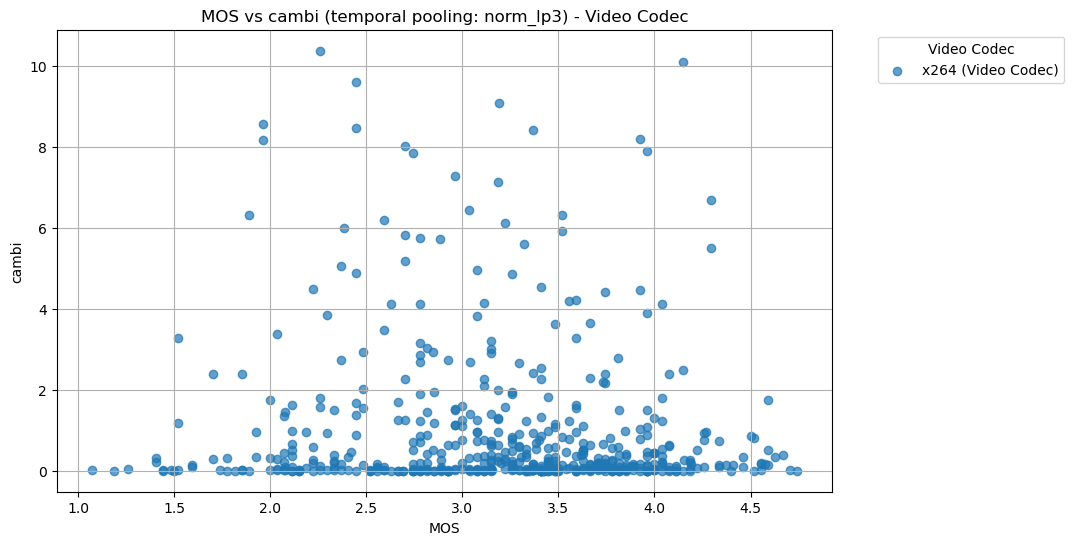 MOS vs cambi (temporal pooling: norm_lp3) - Video Codec
Video Codec
x264 (Video Codec)
10
8
6
4
2
0
cambi
1.0 1.5 2.0 2.5 3.0 3.5 4.0 4.5
MOS